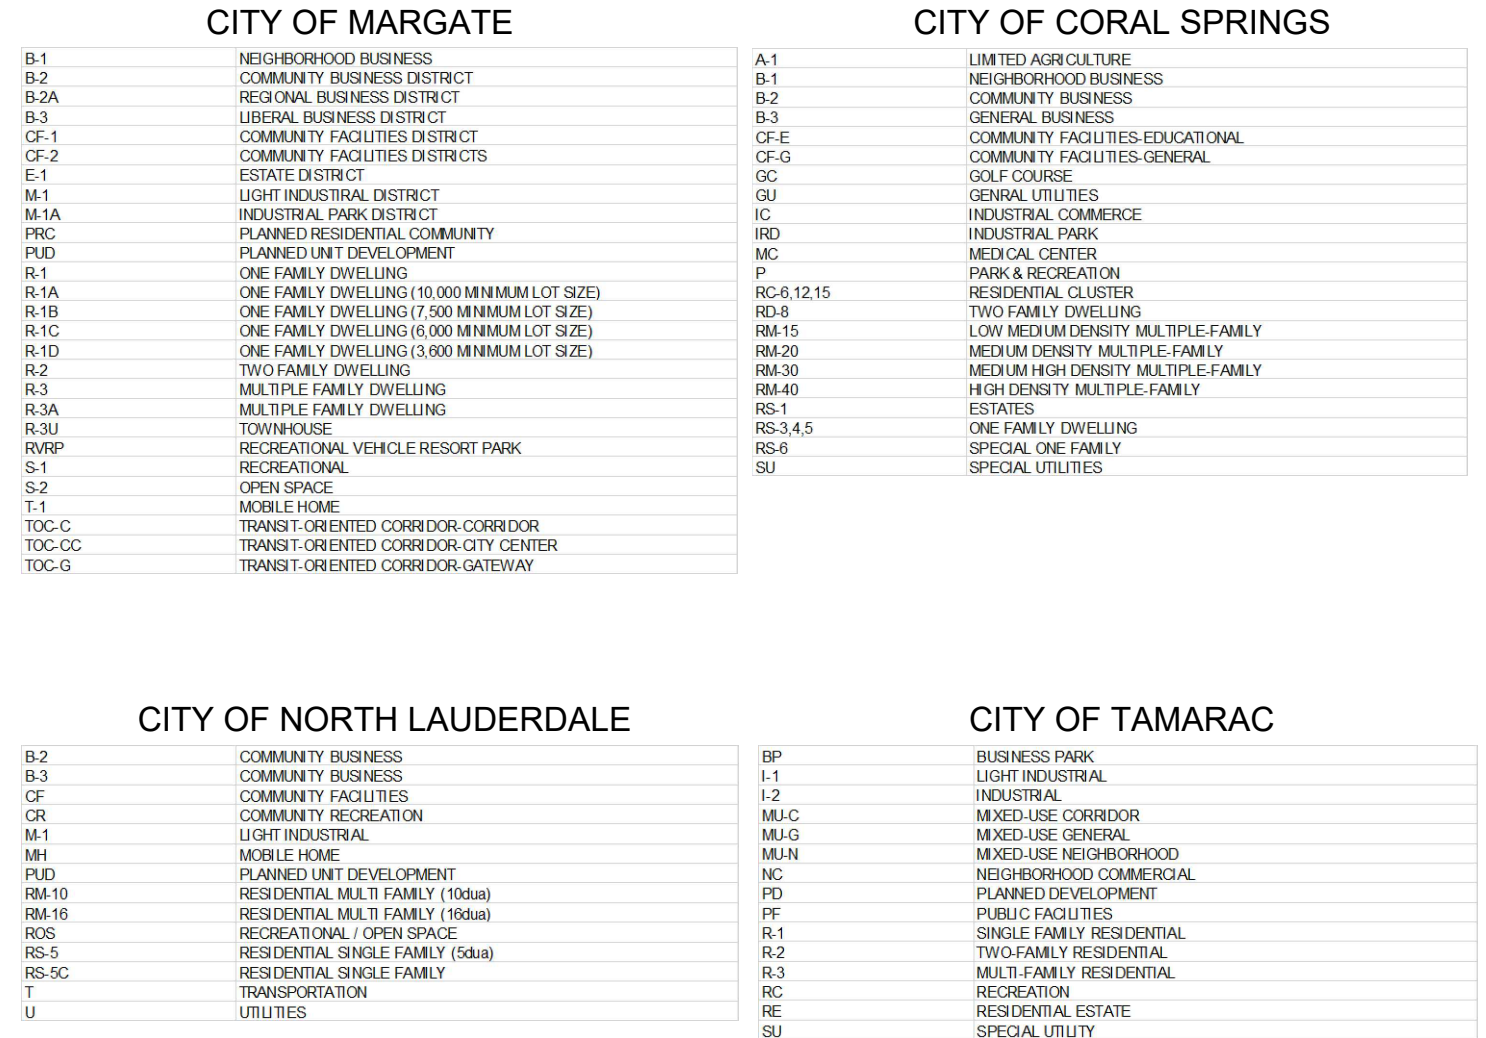 CITY OF MARGATE
B-1 NEIGHBORHOOD BUSINESS
B-2 COMMUNITY BUSINESS DISTRICT
B-2A REGIONAL BUSINESS DISTRICT
B-3 LIBERAL BUSINESS DISTRICT
CF-1 COMMUNITY FACILITIES DISTRICT
CF-2 COMMUNITY FACILITIES DISTRICTS
E-1 ESTATE DISTRICT
M-1 LIGHT INDUSTIRAL DISTRICT
M-1A INDUSTRIAL PARK DISTRICT
PRC PLANNED RESIDENTIAL COMMUNITY
PUD PLANNED UNIT DEVELOPMENT
R-1 ONE FAMILY DWELLING
R-1A ONE FAMILY DWELLING (10,000 MINIMUM LOT SIZE)
R-1B ONE FAMILY DWELLING (7,500 MINIMUM LOT SIZE)
R-1C ONE FAMILY DWELLING (6,000 MINIMUM LOT SIZE)
R-1D ONE FAMILY DWELLING (3,600 MINIMUM LOT SIZE)
R-2 TWO FAMILY DWELLING
R-3 MULTIPLE FAMILY DWELLING
R-3A MULTIPLE FAMILY DWELLING
R-3U TOWNHOUSE
RVRP RECREATIONAL VEHICLE RESORT PARK
S-1 RECREATIONAL
S-2 OPEN SPACE
T-1 MOBILE HOME
TOC-C TRANSIT-ORIENTED CORRIDOR-CORRIDOR
TOC-CC TRANSIT-ORIENTED CORRIDOR-CITY CENTER
TOC-G TRANSIT-ORIENTED CORRIDOR-GATEWAY
CITY OF CORAL SPRINGS
A-1 LIMITED AGRICULTURE
B-1 NEIGHBORHOOD BUSINESS
B-2 COMMUNITY BUSINESS
B-3 GENERAL BUSINESS
CF-E COMMUNITY FACILITIES-EDUCATIONAL
CF-G COMMUNITY FACILITIES-GENERAL
GC GOLF COURSE
GU GENRAL UTILITIES
IC INDUSTRIAL COMMERCE
IRD INDUSTRIAL PARK
MC MEDICAL CENTER
P PARK & RECREATION
RC-6,12,15 RESIDENTIAL CLUSTER
RD-8 TWO FAMILY DWELLING
RM-15 LOW MEDIUM DENSITY MULTIPLE-FAMILY
RM-20 MEDIUM DENSITY MULTIPLE-FAMILY
RM-30 MEDIUM HIGH DENSITY MULTIPLE-FAMILY
RM-40 HIGH DENSITY MULTIPLE-FAMILY
RS-1 ESTATES
RS-3,4,5 ONE FAMILY DWELLING
RS-6 SPECIAL ONE FAMILY
SU SPECIAL UTILITIES
CITY OF NORTH LAUDERDALE
B-2 COMMUNITY BUSINESS
B-3 COMMUNITY BUSINESS
CF COMMUNITY FACILITIES
CR COMMUNITY RECREATION
M-1 LIGHT INDUSTRIAL
MH MOBILE HOME
PUD PLANNED UNIT DEVELOPMENT
RM-10 RESIDENTIAL MULTI FAMILY (10dua)
RM-16 RESIDENTIAL MULTI FAMILY (16dua)
ROS RECREATIONAL / OPEN SPACE
RS-5 RESIDENTIAL SINGLE FAMILY (5dua)
RS-5C RESIDENTIAL SINGLE FAMILY
T TRANSPORTATION
U UTILITIES
CITY OF TAMARAC
BP BUSINESS PARK
I-1 LIGHT INDUSTRIAL
I-2 INDUSTRIAL
MU-C MIXED-USE CORRIDOR
MU-G MIXED-USE GENERAL
MU-N MIXED-USE NEIGHBORHOOD
NC NEIGHBORHOOD COMMERCIAL
PD PLANNED DEVELOPMENT
PF PUBLIC FACILITIES
R-1 SINGLE FAMILY RESIDENTIAL
R-2 TWO-FAMILY RESIDENTIAL
R-3 MULTI-FAMILY RESIDENTIAL
RC RECREATION
RE RESIDENTIAL ESTATE
SU SPECIAL UTILITY